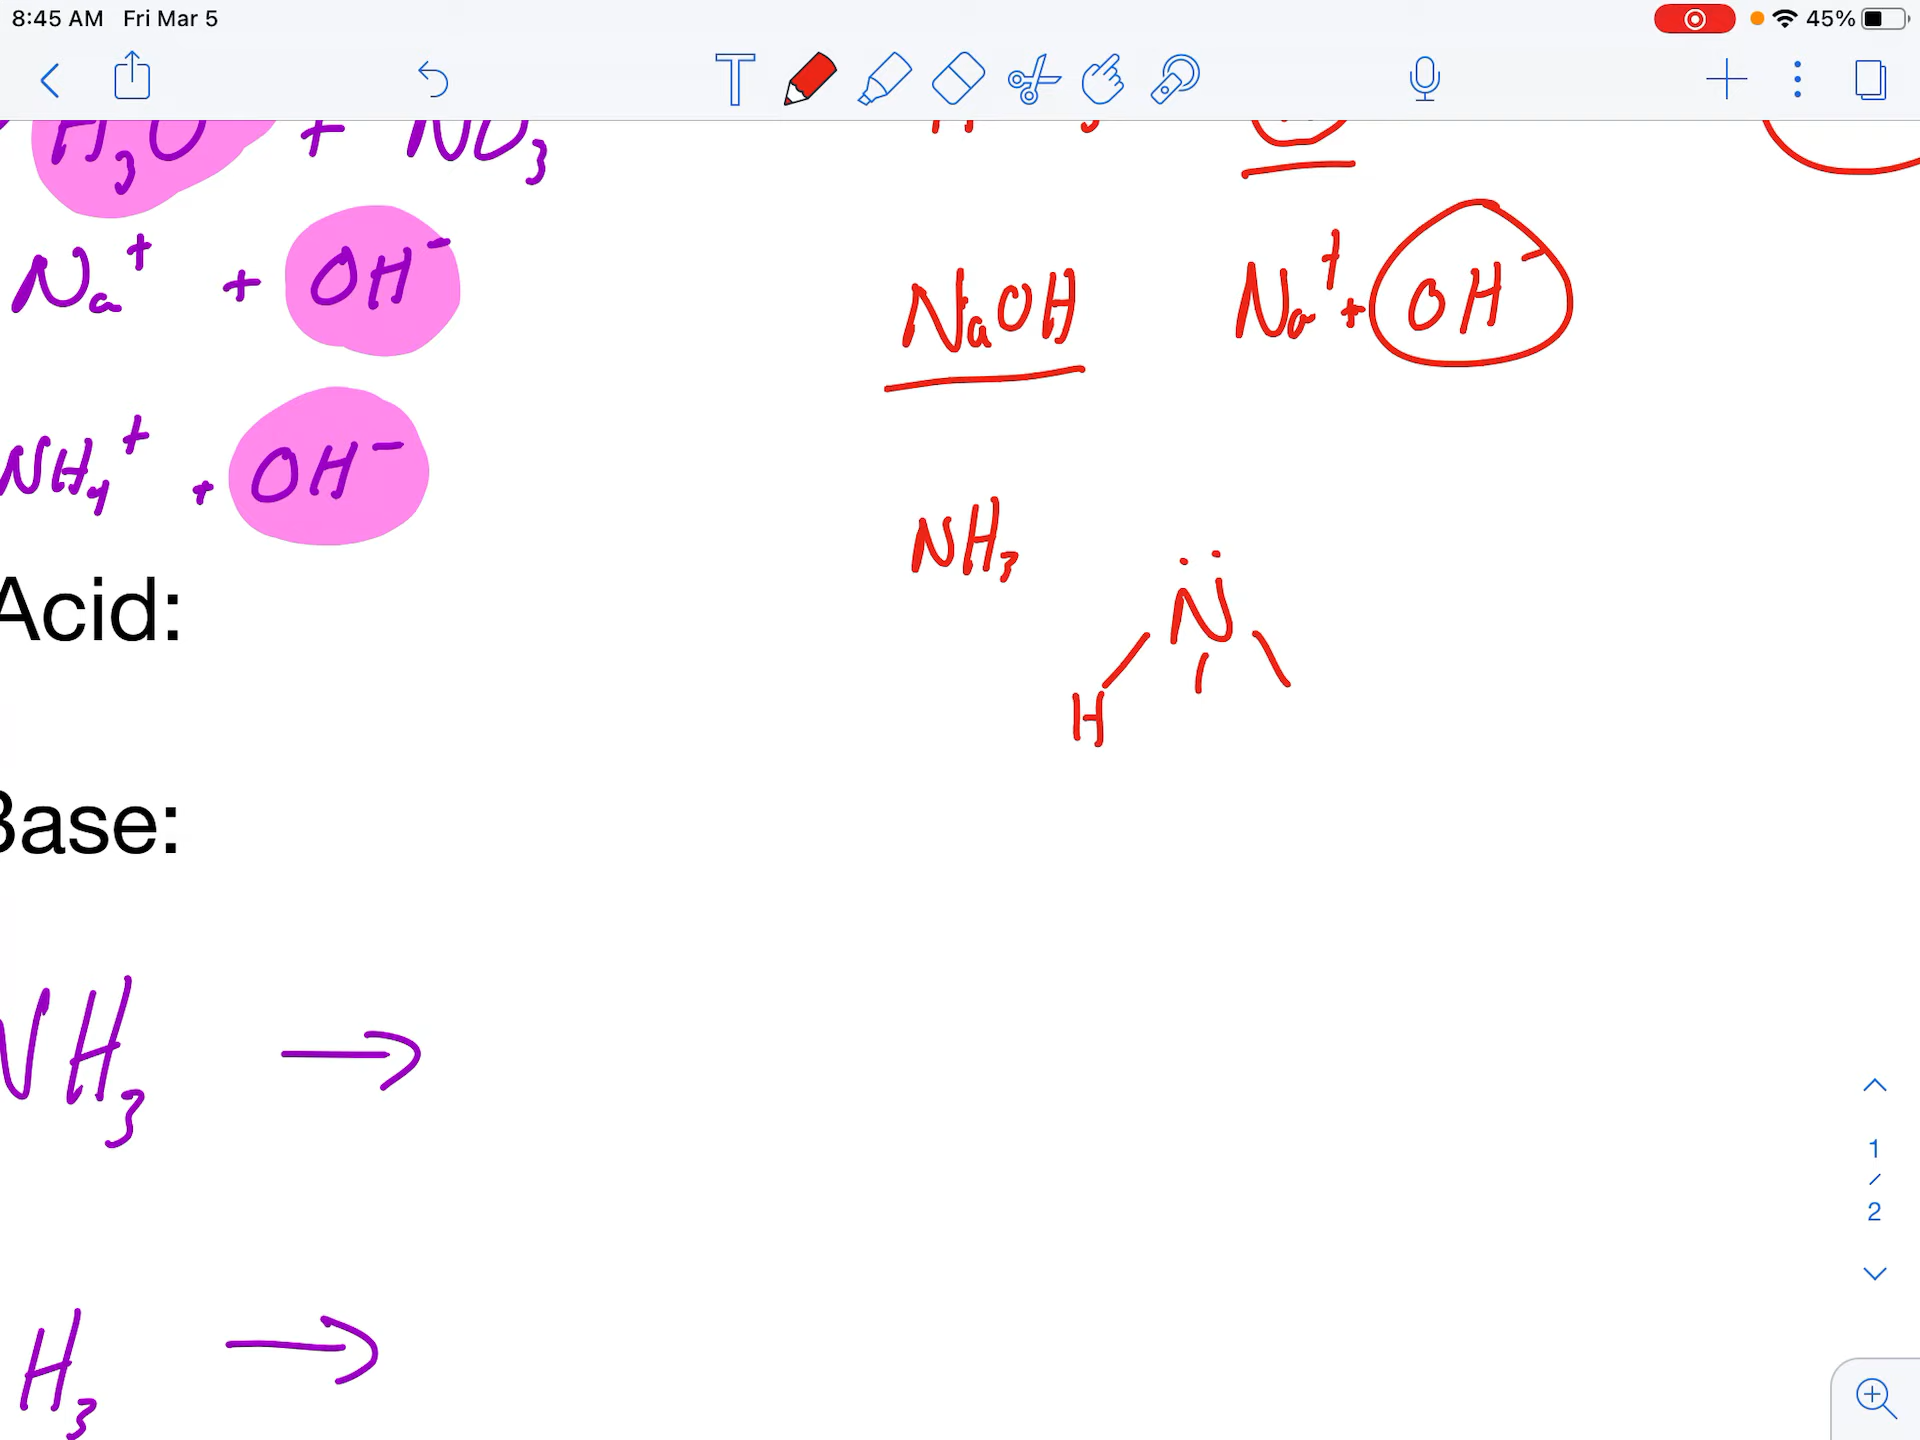 8:45 AM Fri Mar 5 45%
T
H₃O + NO₃
Na⁺ + OH⁻
NaOH Na⁺ + OH⁻
NH₄⁺ + OH⁻
NH₃
Acid:
N
H
Base:
NH₃ →
1
/
2
H₃ →